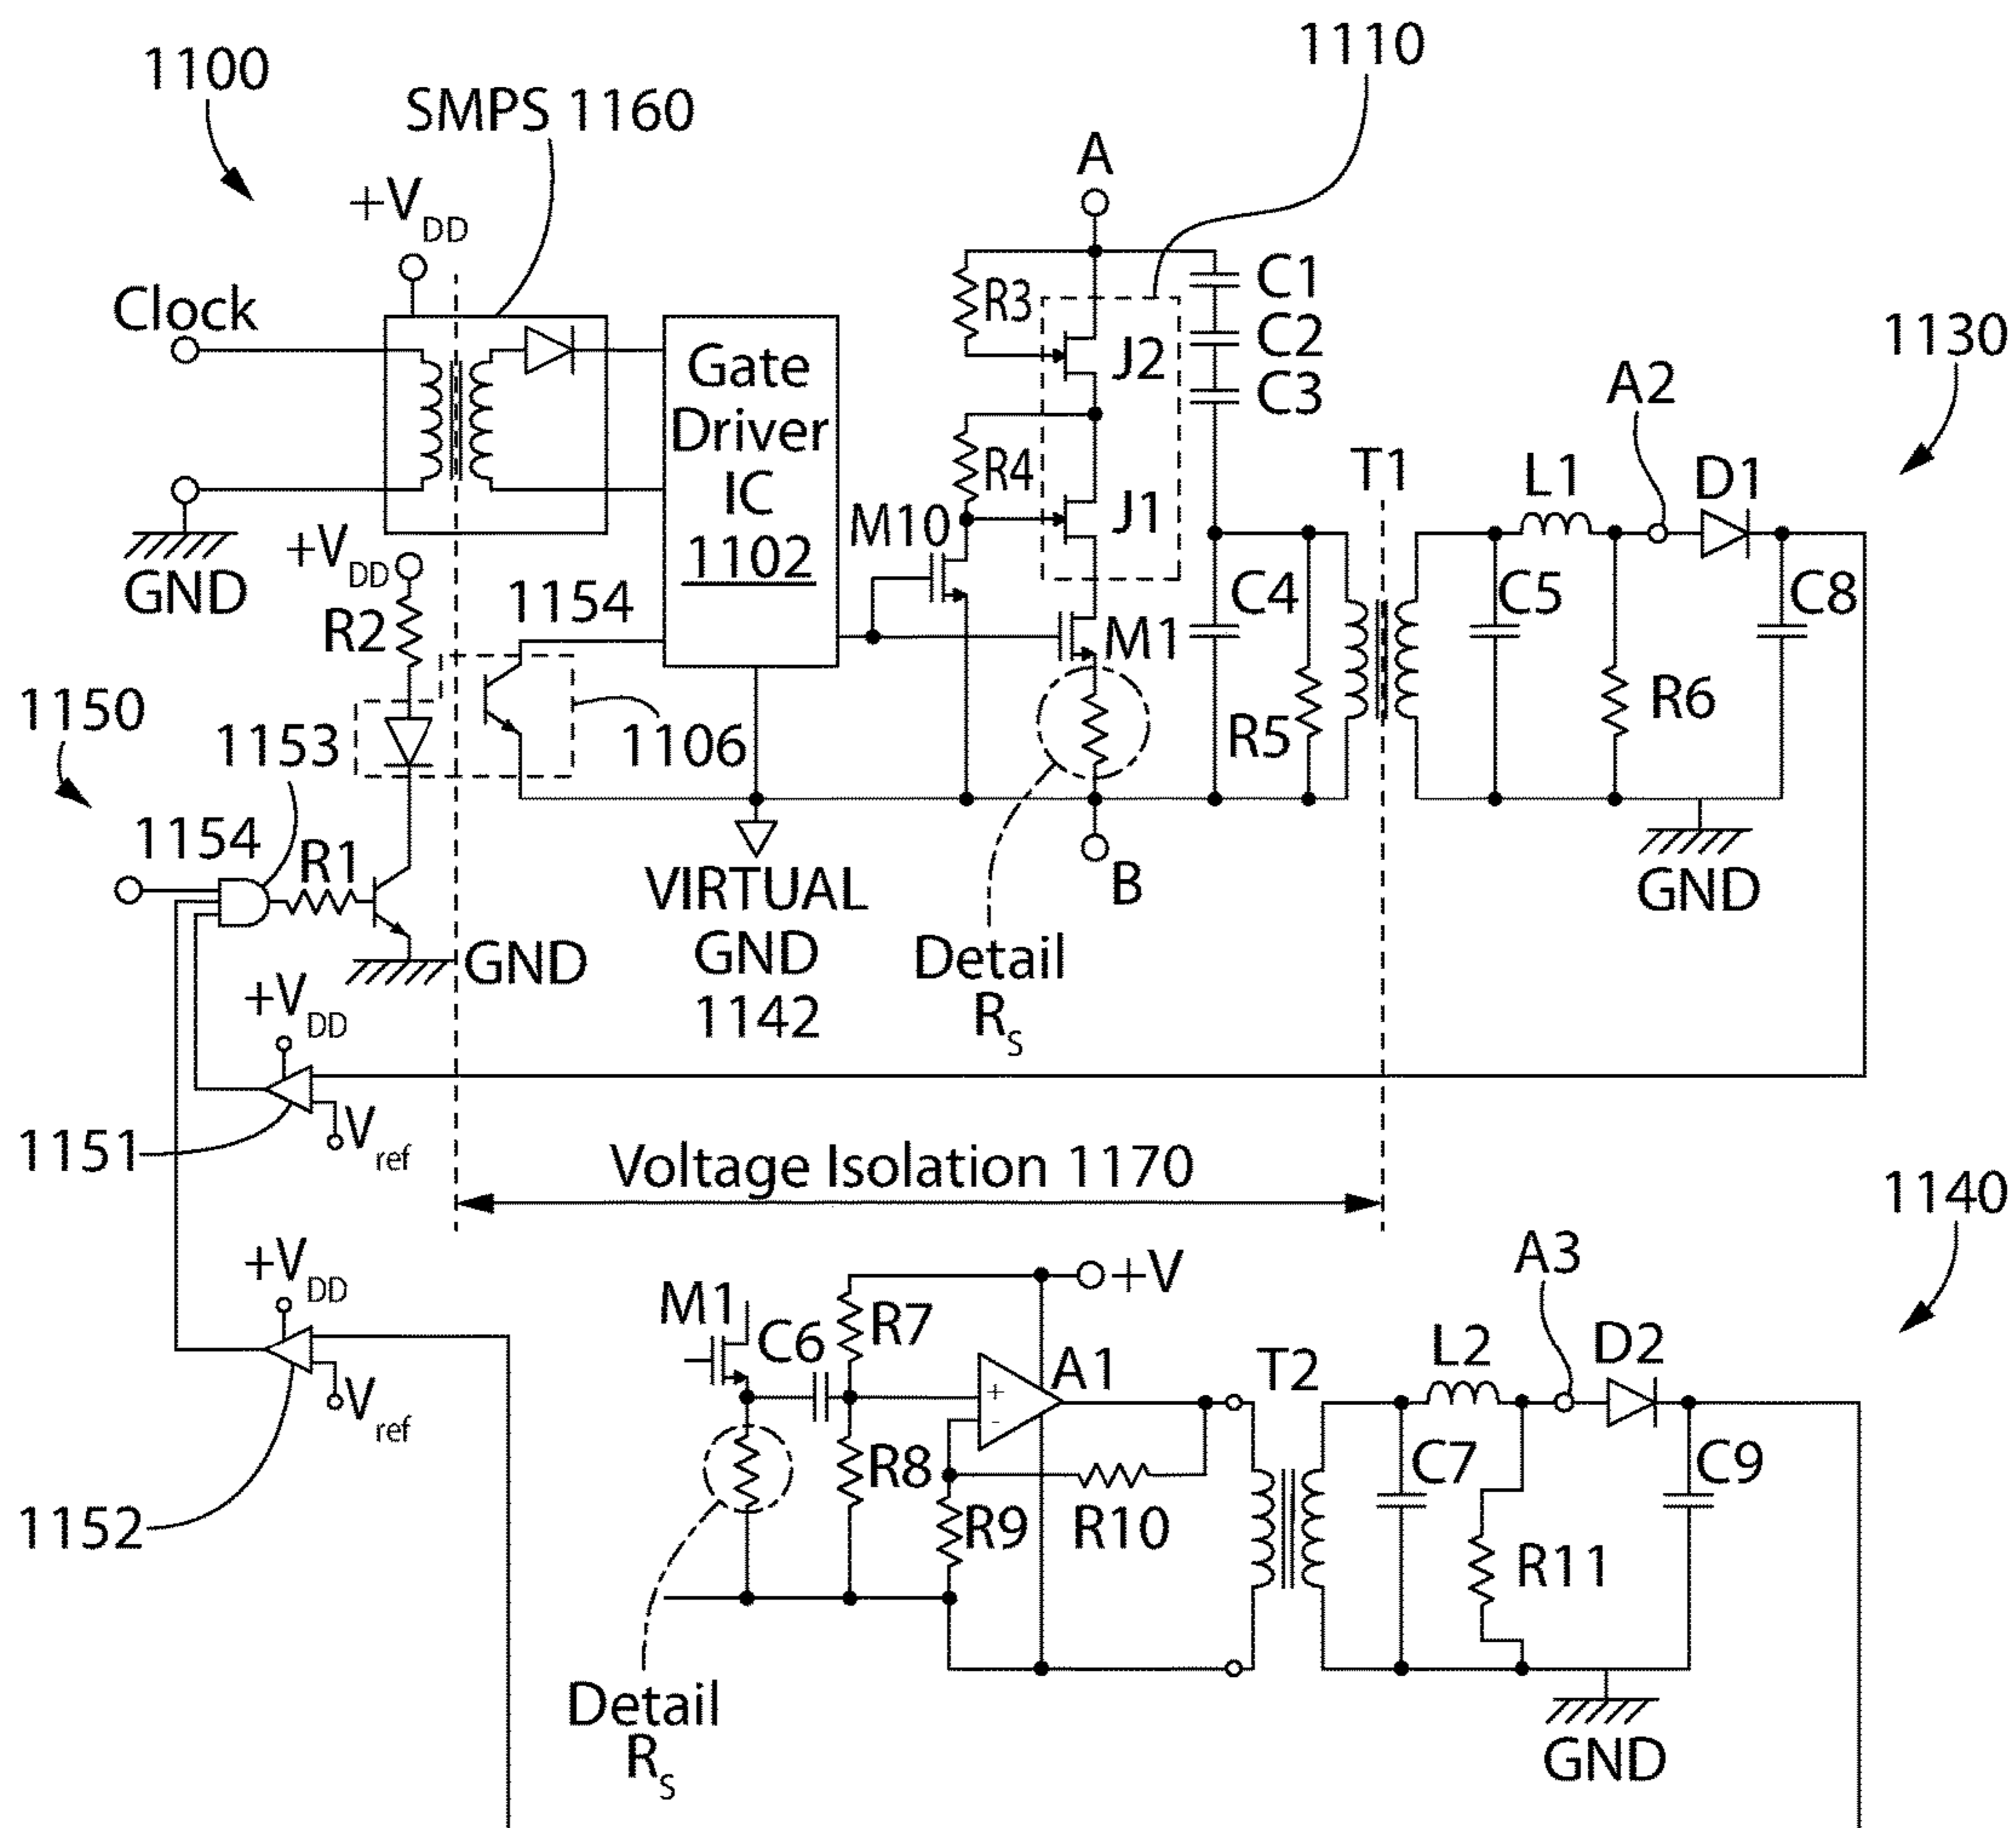 1100
SMPS 1160
1110
+VDD
A
Clock
R3
C1
C2
C3
J2
1130
Gate
Driver
IC
1102
A2
R4
T1
L1
D1
M10
J1
GND
+VDD
R2
1154
C4
C5
C8
M1
R6
1150
1153
1106
R5
1154
R1
VIRTUAL
GND
1142
B
GND
GND
Detail
RS
+VDD
1151
Vref
Voltage Isolation 1170
1140
+VDD
A3
+V
M1
C6
R7
A1
T2
L2
D2
Vref
+
-
R8
C7
C9
1152
R9
R10
R11
Detail
RS
GND